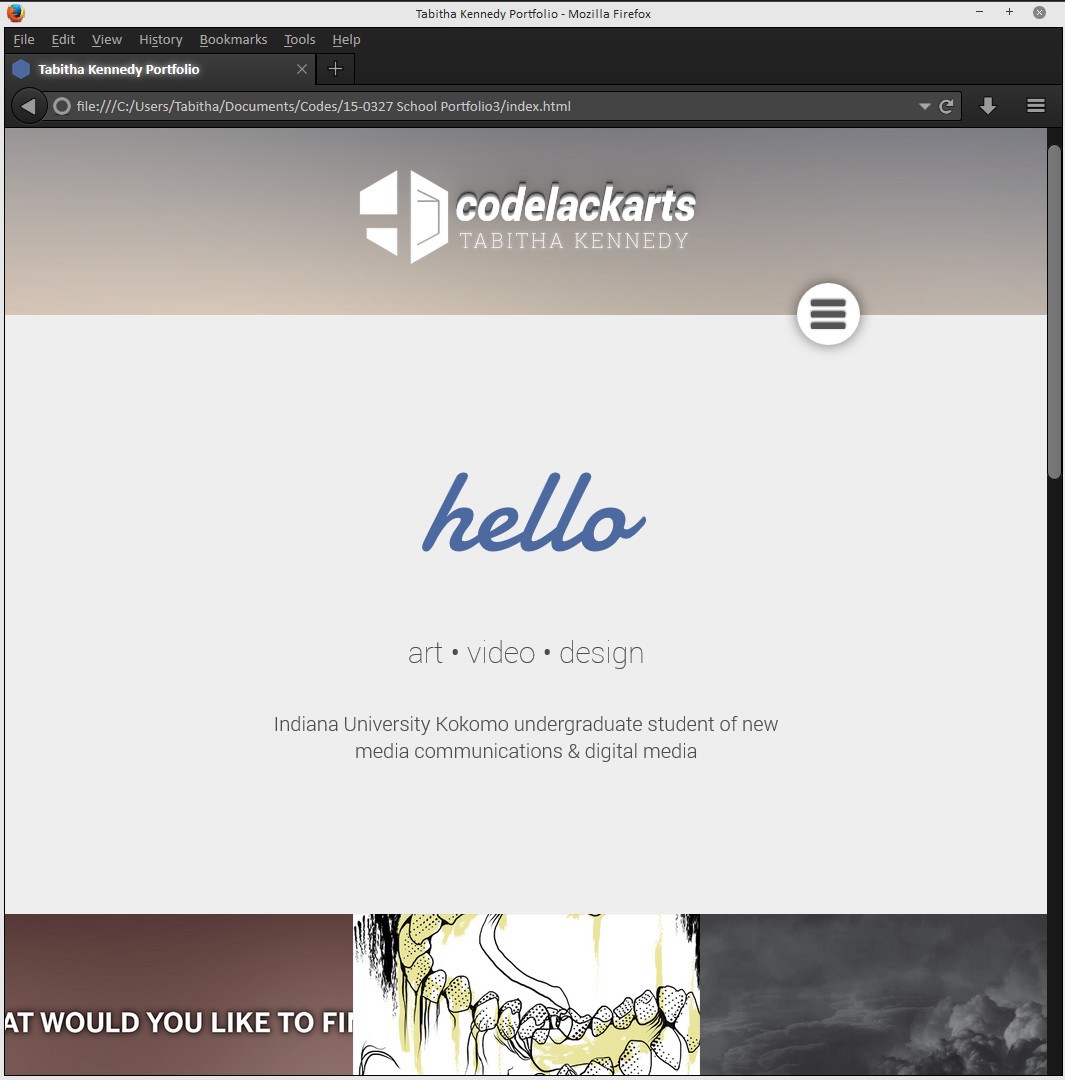 Tabitha Kennedy Portfolio - Mozilla Firefox
File Edit View History Bookmarks Tools Help
Tabitha Kennedy Portfolio
file:///C:/Users/Tabitha/Documents/Codes/15-0327 School Portfolio3/index.html
codelackarts
TABITHA KENNEDY
hello
art • video • design
Indiana University Kokomo undergraduate student of new
media communications & digital media
AT WOULD YOU LIKE TO FI